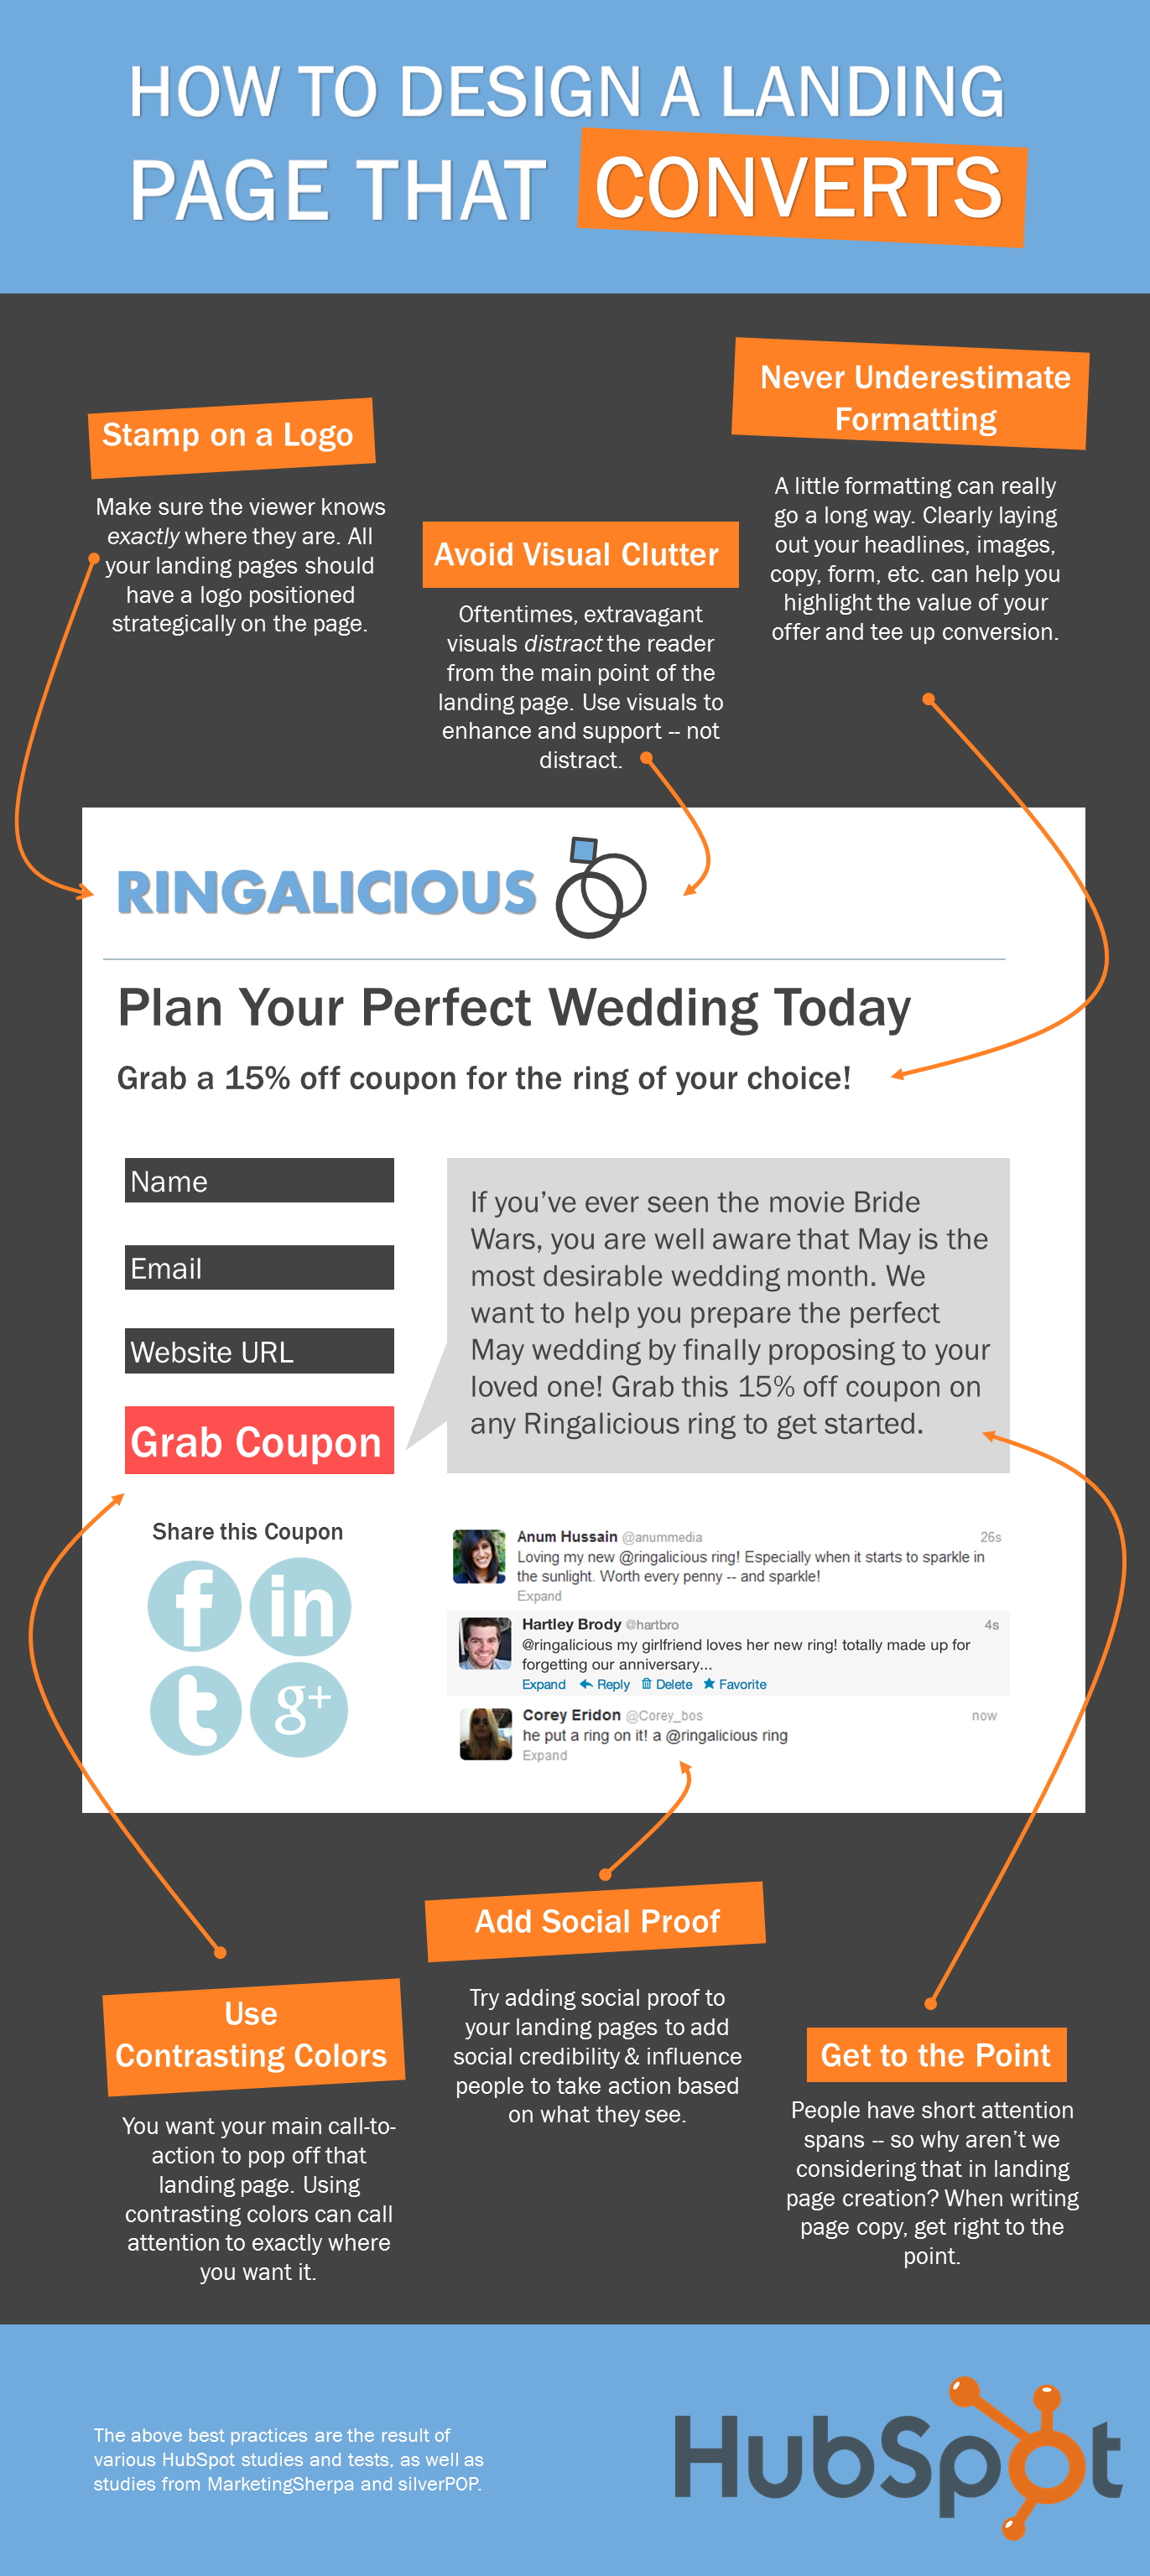 HOW TO DESIGN A LANDING
PAGE THAT CONVERTS
Stamp on a Logo
Make sure the viewer knows
exactly where they are. All
your landing pages should
have a logo positioned
strategically on the page.
Avoid Visual Clutter
Oftentimes, extravagant
visuals distract the reader
from the main point of the
landing page. Use visuals to
enhance and support -- not
distract.
Never Underestimate
Formatting
A little formatting can really
go a long way. Clearly laying
out your headlines, images,
copy, form, etc. can help you
highlight the value of your
offer and tee up conversion.
RINGALICIOUS
Plan Your Perfect Wedding Today
Grab a 15% off coupon for the ring of your choice!
Name
Email
Website URL
Grab Coupon
If you've ever seen the movie Bride
Wars, you are well aware that May is the
most desirable wedding month. We
want to help you prepare the perfect
May wedding by finally proposing to your
loved one! Grab this 15% off coupon on
any Ringalicious ring to get started.
Share this Coupon
f in
t g+
Anum Hussain @anummedia 26s
Loving my new @ringalicious ring! Especially when it starts to sparkle in
the sunlight. Worth every penny -- and sparkle!
Expand
Hartley Brody @hartbro 4s
@ringalicious my girlfriend loves her new ring! totally made up for
forgetting our anniversary...
Expand Reply Delete Favorite
Corey Eridon @Corey_bos now
he put a ring on it! a @ringalicious ring
Expand
Use
Contrasting Colors
You want your main call-to-
action to pop off that
landing page. Using
contrasting colors can call
attention to exactly where
you want it.
Add Social Proof
Try adding social proof to
your landing pages to add
social credibility & influence
people to take action based
on what they see.
Get to the Point
People have short attention
spans -- so why aren't we
considering that in landing
page creation? When writing
page copy, get right to the
point.
The above best practices are the result of
various HubSpot studies and tests, as well as
studies from MarketingSherpa and silverPOP.
HubSpot